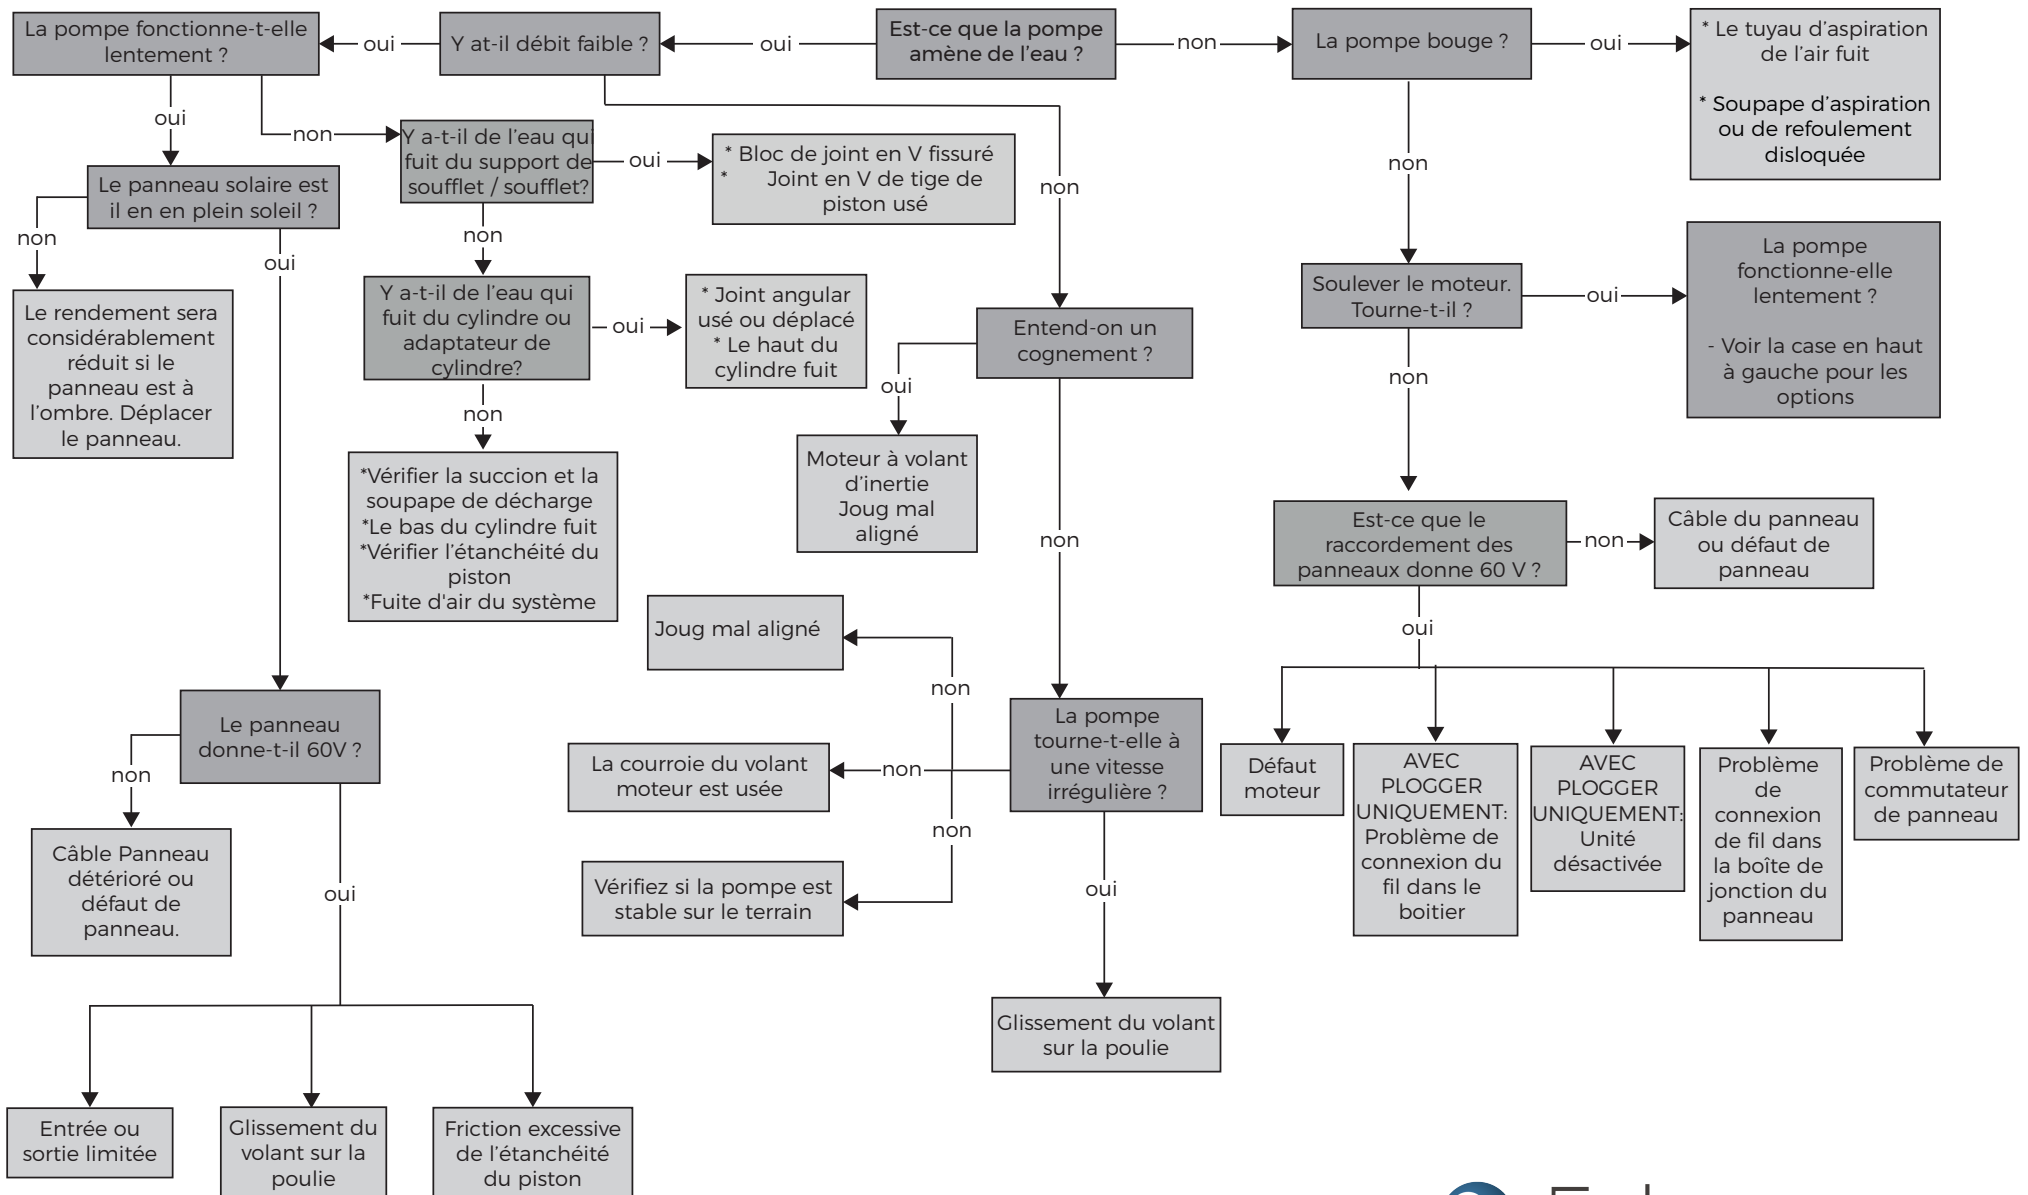 La pompe fonctionne-t-elle
lentement ?
oui
Y at-il débit faible ?
oui
Est-ce que la pompe
amène de l'eau ?
non
La pompe bouge ?
oui
* Le tuyau d'aspiration
de l'air fuit
* Soupape d'aspiration
ou de refoulement
disloquée
oui
non
Y a-t-il de l'eau qui
fuit du support de
soufflet / soufflet?
oui
* Bloc de joint en V fissuré
* Joint en V de tige de
piston usé
non
non
Le panneau solaire est
il en en plein soleil ?
non
oui
non
Le rendement sera
considérablement
réduit si le
panneau est à
l'ombre. Déplacer
le panneau.
Y a-t-il de l'eau qui
fuit du cylindre ou
adaptateur de
cylindre?
oui
* Joint angular
usé ou déplacé
* Le haut du
cylindre fuit
non
*Vérifier la succion et la
soupape de décharge
*Le bas du cylindre fuit
*Vérifier l'étanchéité du
piston
*Fuite d'air du système
Entend-on un
cognement ?
oui
Moteur à volant
d'inertie
Joug mal
aligné
non
Soulever le moteur.
Tourne-t-il ?
oui
La pompe
fonctionne-elle
lentement ?
- Voir la case en haut
à gauche pour les
options
non
Est-ce que le
raccordement des
panneaux donne 60 V ?
non
Câble du panneau
ou défaut de
panneau
oui
Joug mal aligné
non
La pompe
tourne-t-elle à
une vitesse
irrégulière ?
non
La courroie du volant
moteur est usée
non
Vérifiez si la pompe est
stable sur le terrain
oui
Glissement du volant
sur la poulie
Défaut
moteur
AVEC
PLOGGER
UNIQUEMENT:
Problème de
connexion du
fil dans le
boitier
AVEC
PLOGGER
UNIQUEMENT:
Unité
désactivée
Problème
de
connexion
de fil dans
la boîte de
jonction du
panneau
Problème de
commutateur
de panneau
Le panneau
donne-t-il 60V ?
non
Câble Panneau
détérioré ou
défaut de
panneau.
oui
Entrée ou
sortie limitée
Glissement du
volant sur la
poulie
Friction excessive
de l'étanchéité
du piston